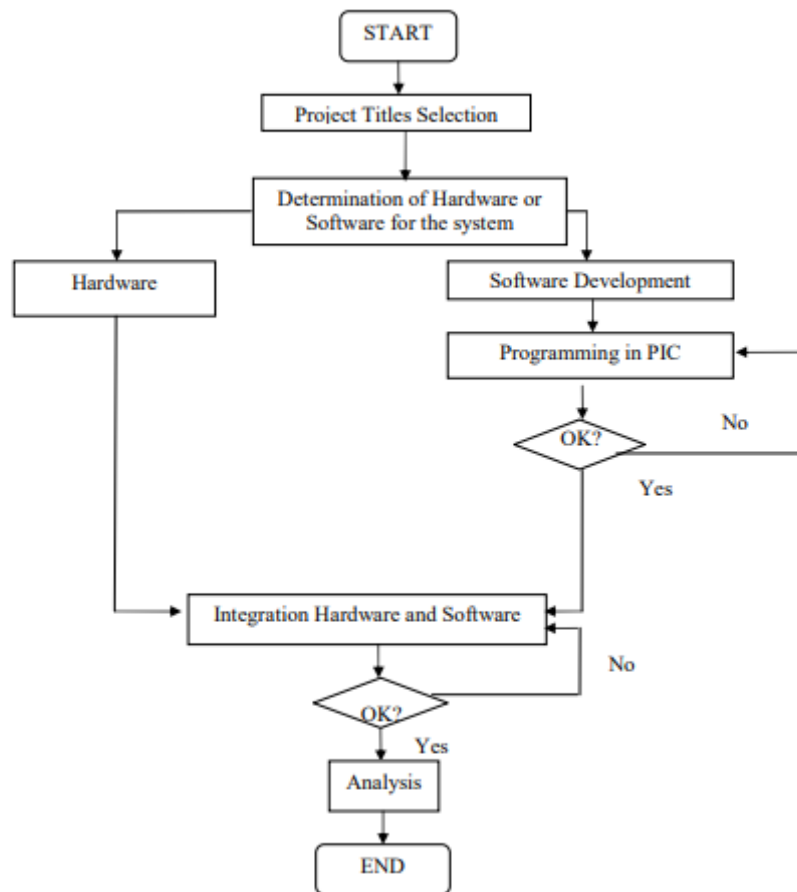 START
Project Titles Selection
Determination of Hardware or
Software for the system
Hardware
Software Development
Programming in PIC
OK?
No
Yes
Integration Hardware and Software
No
OK?
Yes
Analysis
END